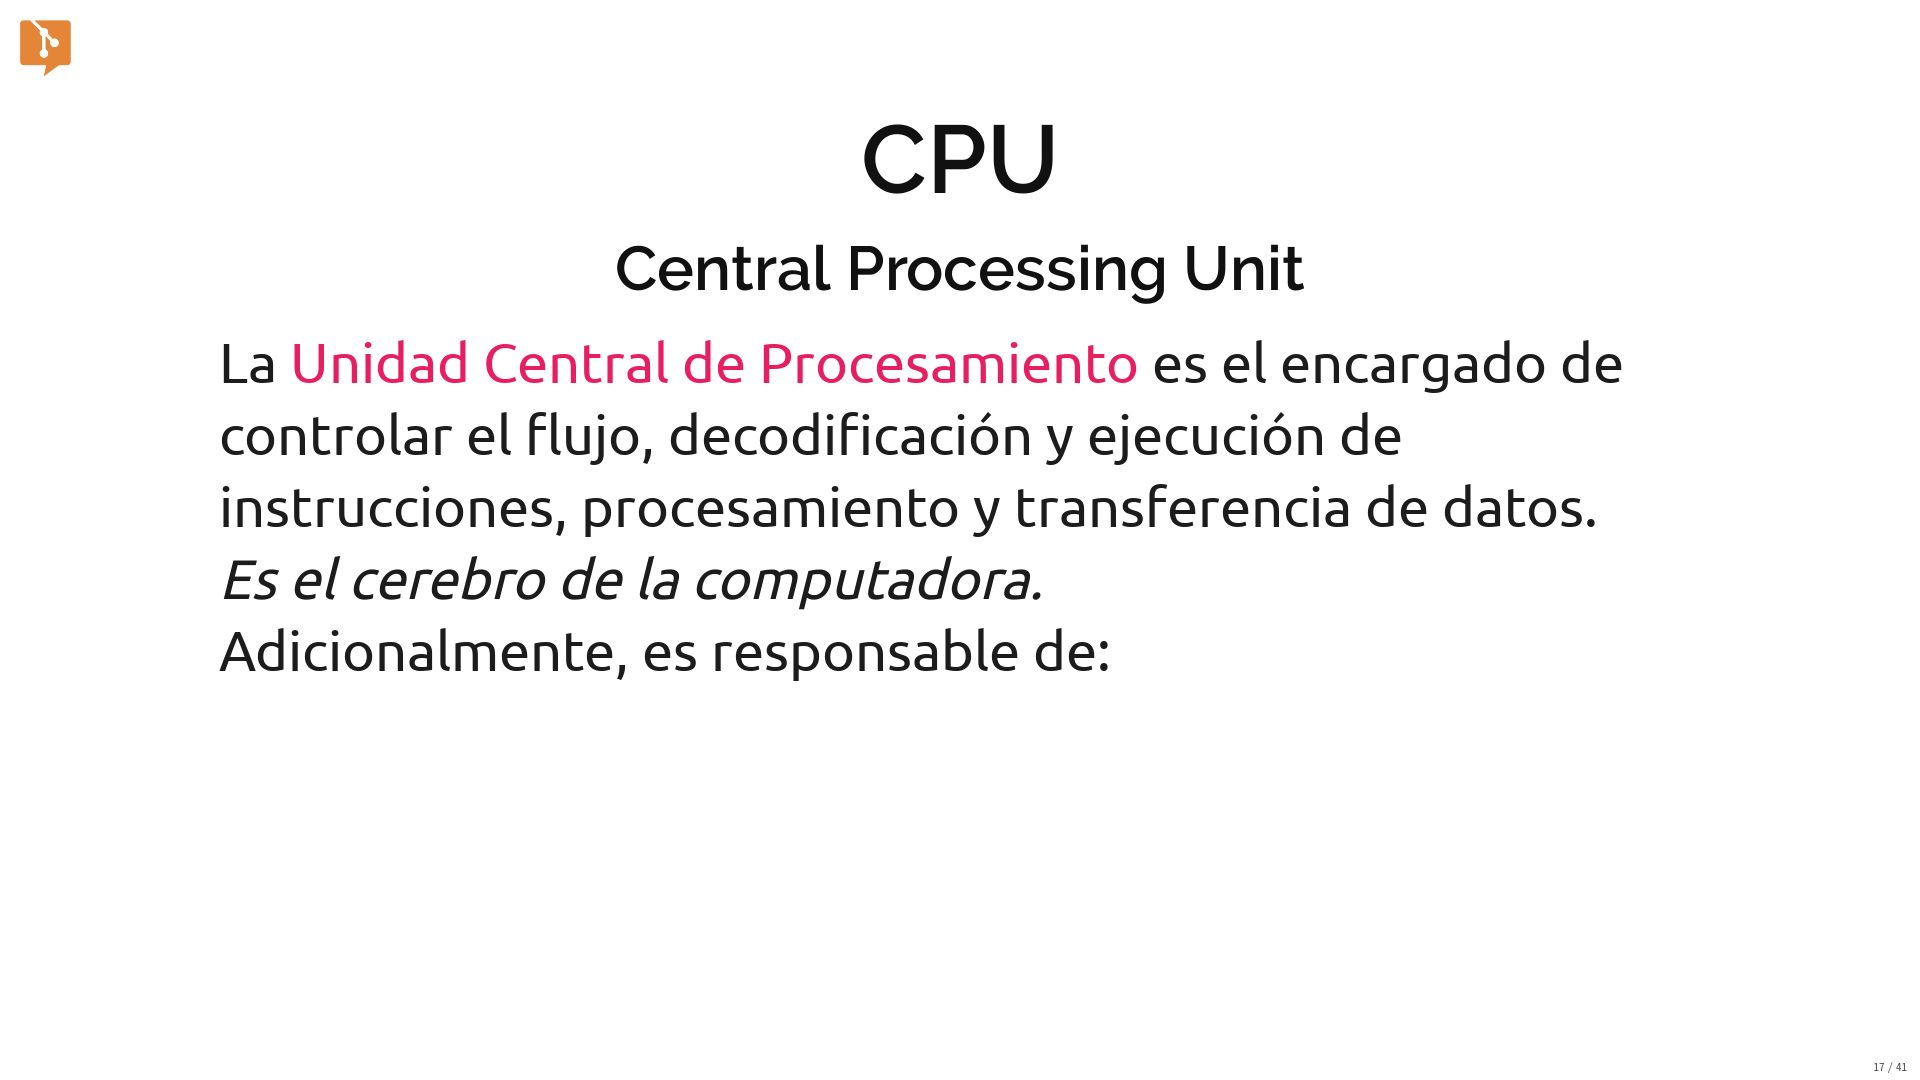 CPU
Central Processing Unit
La Unidad Central de Procesamiento es el encargado de
controlar el flujo, decodificación y ejecución de
instrucciones, procesamiento y transferencia de datos.
Es el cerebro de la computadora.
Adicionalmente, es responsable de:
17 / 41